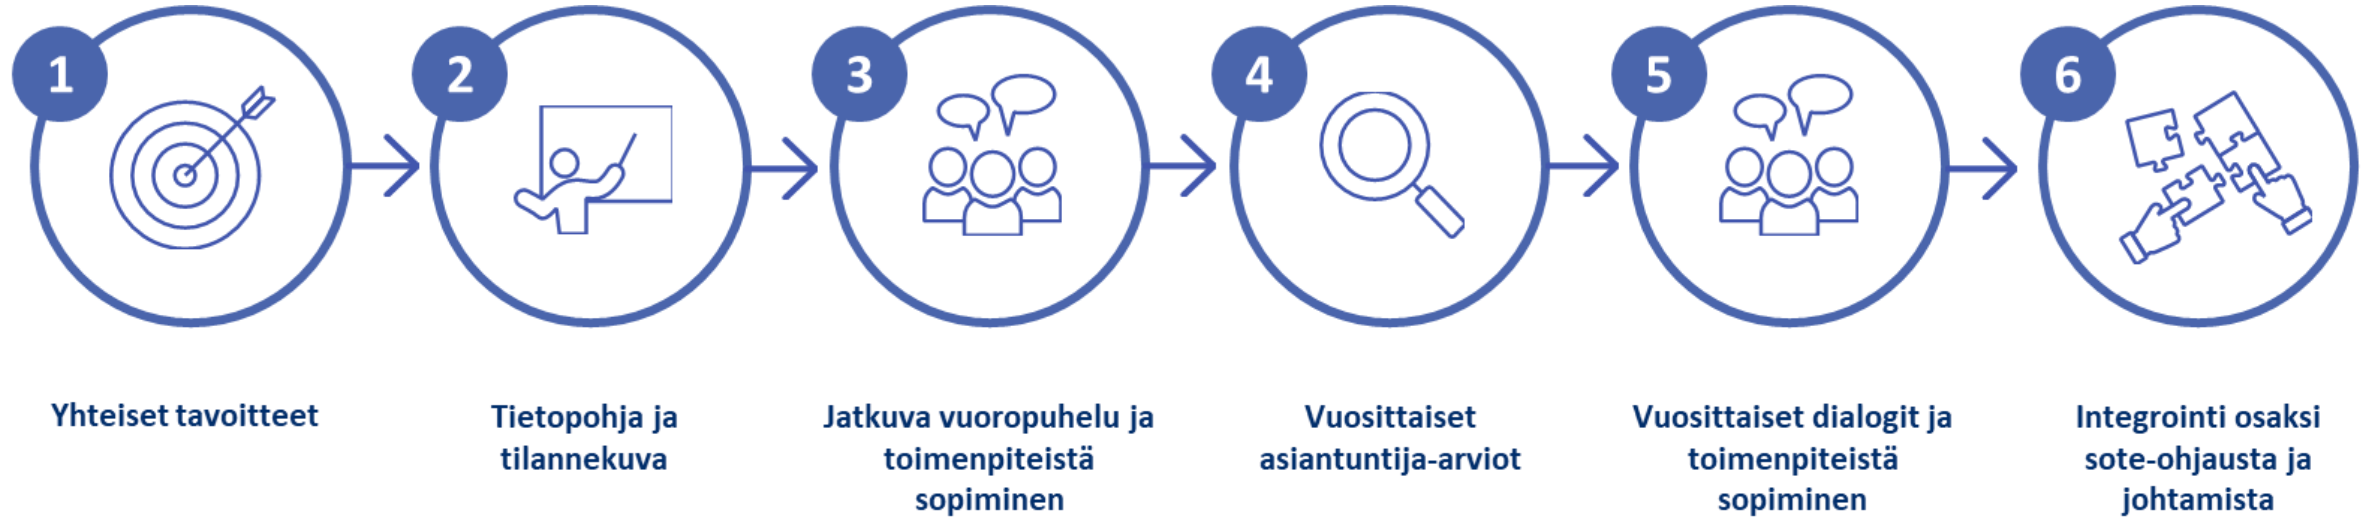 1
Yhteiset tavoitteet
2
Tietopohja ja
tilannekuva
3
Jatkuva vuoropuhelu ja
toimenpiteistä
sopiminen
4
Vuosittaiset
asiantuntija-arviot
5
Vuosittaiset dialogit ja
toimenpiteistä
sopiminen
6
Integrointi osaksi
sote-ohjausta ja
johtamista